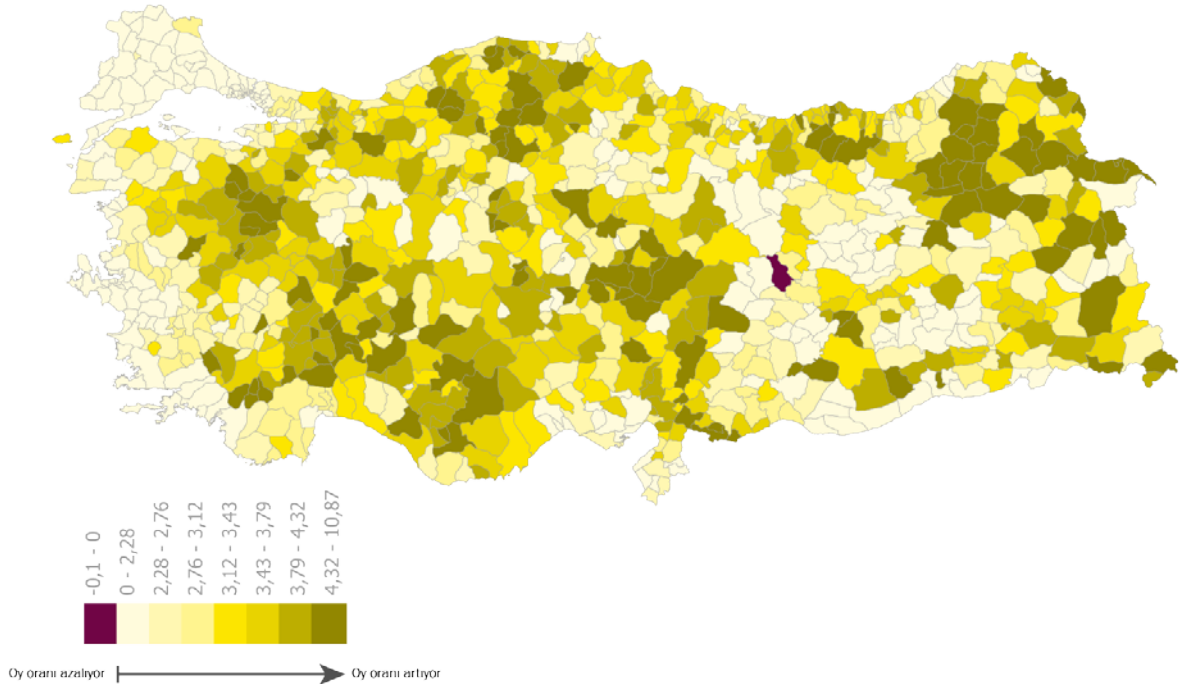 -0,1 - 0
0 - 2,28
2,28 - 2,76
2,76 - 3,12
3,12 - 3,43
3,43 - 3,79
3,79 - 4,32
4,32 - 10,87
Oy oranı azalıyor
Oy oranı artıyor